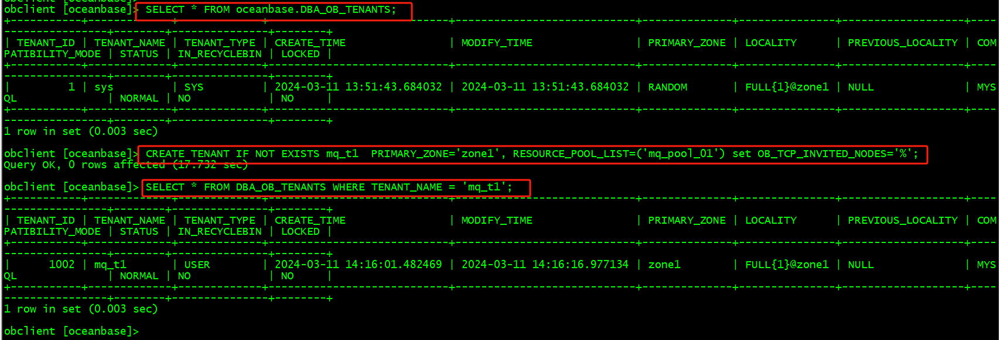 obclient [oceanbase]> SELECT * FROM oceanbase.DBA_OB_TENANTS;
+-----------+-------------+-------------+----------------------------+----------------------------+--------------+---------------+-------------------+----
----------------+--------+---------------+--------+
| TENANT_ID | TENANT_NAME | TENANT_TYPE | CREATE_TIME                | MODIFY_TIME                | PRIMARY_ZONE | LOCALITY      | PREVIOUS_LOCALITY | COM
PATIBILITY_MODE | STATUS | IN_RECYCLEBIN | LOCKED |
+-----------+-------------+-------------+----------------------------+----------------------------+--------------+---------------+-------------------+----
----------------+--------+---------------+--------+
|         1 | sys         | SYS         | 2024-03-11 13:51:43.684032 | 2024-03-11 13:51:43.684032 | RANDOM       | FULL{1}@zone1 | NULL              | MYS
QL              | NORMAL | NO            | NO     |
+-----------+-------------+-------------+----------------------------+----------------------------+--------------+---------------+-------------------+----
----------------+--------+---------------+--------+
1 row in set (0.003 sec)
obclient [oceanbase]> CREATE TENANT IF NOT EXISTS mq_t1  PRIMARY_ZONE='zone1', RESOURCE_POOL_LIST=('mq_pool_01') set OB_TCP_INVITED_NODES='%';
Query OK, 0 rows affected (17.732 sec)
obclient [oceanbase]> SELECT * FROM DBA_OB_TENANTS WHERE TENANT_NAME = 'mq_t1';
+-----------+-------------+-------------+----------------------------+----------------------------+--------------+---------------+-------------------+----
----------------+--------+---------------+--------+
| TENANT_ID | TENANT_NAME | TENANT_TYPE | CREATE_TIME                | MODIFY_TIME                | PRIMARY_ZONE | LOCALITY      | PREVIOUS_LOCALITY | COM
PATIBILITY_MODE | STATUS | IN_RECYCLEBIN | LOCKED |
+-----------+-------------+-------------+----------------------------+----------------------------+--------------+---------------+-------------------+----
----------------+--------+---------------+--------+
|      1002 | mq_t1       | USER        | 2024-03-11 14:16:01.482469 | 2024-03-11 14:16:16.977134 | zone1        | FULL{1}@zone1 | NULL              | MYS
QL              | NORMAL | NO            | NO     |
+-----------+-------------+-------------+----------------------------+----------------------------+--------------+---------------+-------------------+----
----------------+--------+---------------+--------+
1 row in set (0.003 sec)
obclient [oceanbase]>